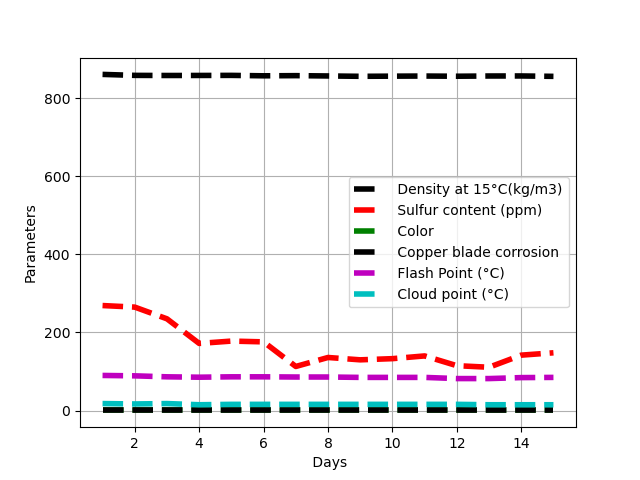 800
600
400
200
0
Parameters
Density at 15°C(kg/m3)
Sulfur content (ppm)
Color
Copper blade corrosion
Flash Point (°C)
Cloud point (°C)
2 4 6 8 10 12 14
Days